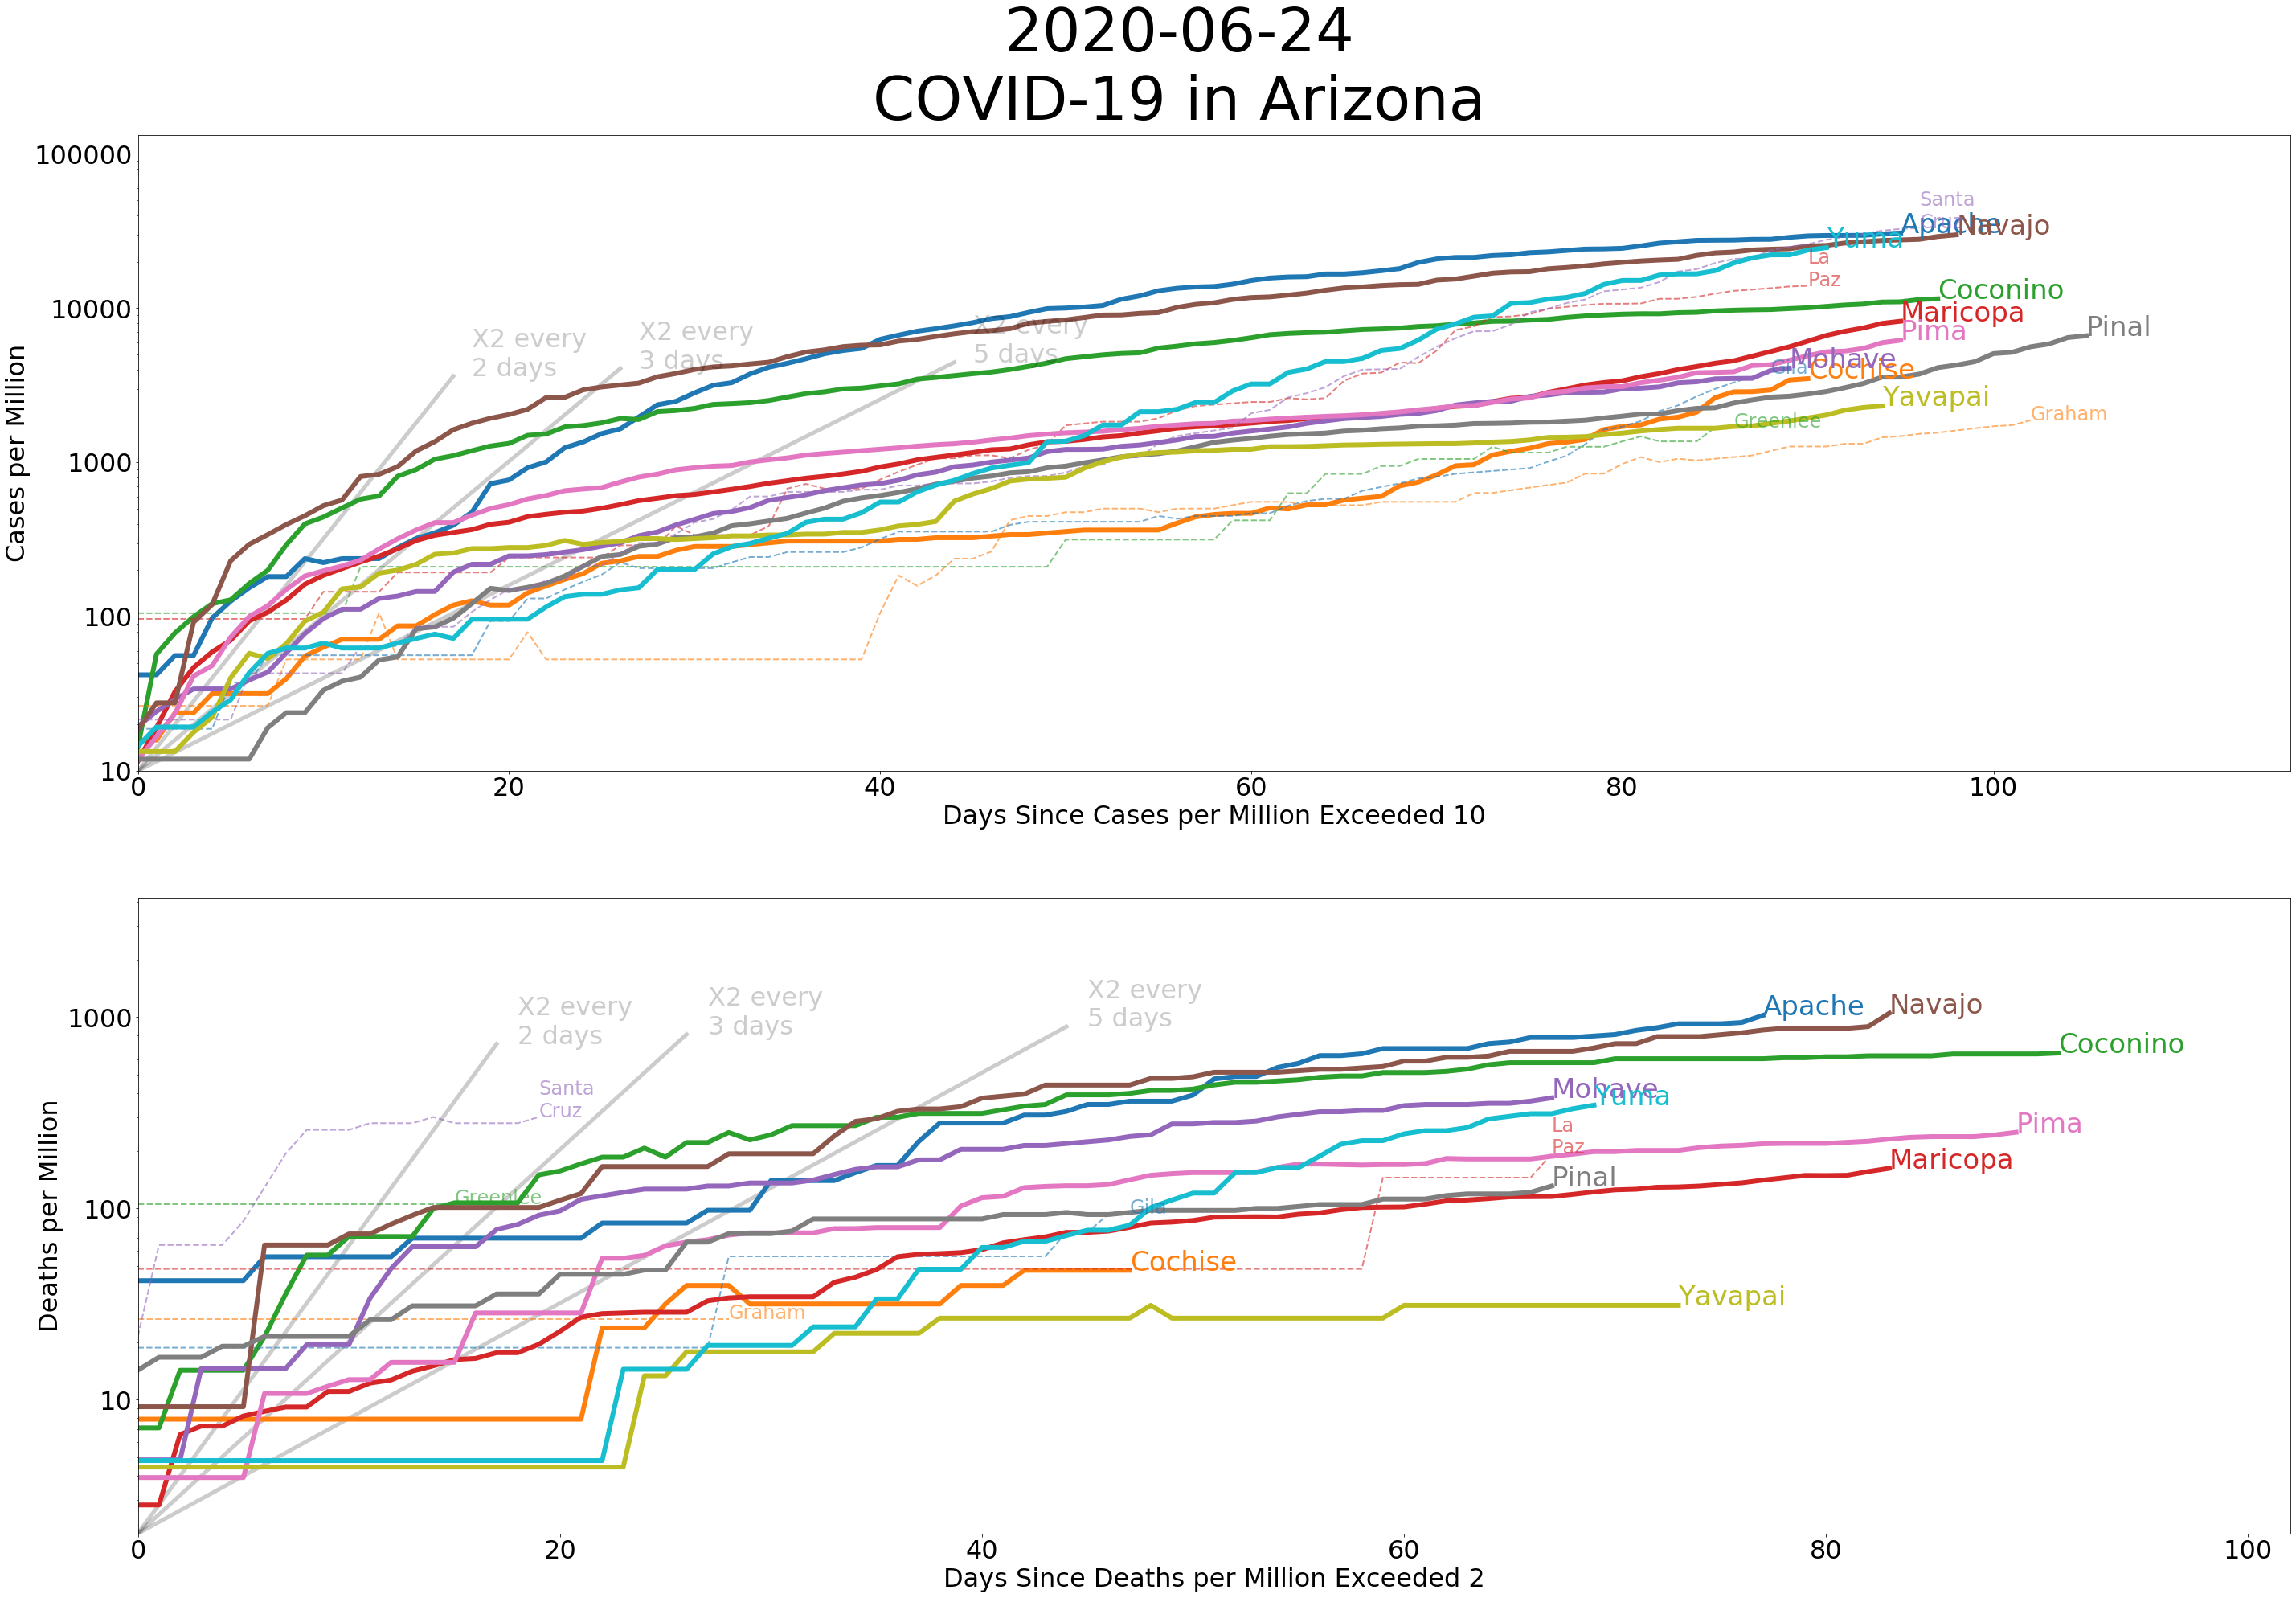 2020-06-24
COVID-19 in Arizona
100000
10000
1000
100
10
Cases per Million
X2 every
2 days
X2 every
3 days
X2 every
5 days
Santa
Cruz
Apache
Navajo
Yuma
La
Paz
Coconino
Maricopa
Pima
Pinal
Mohave
Gila
Cochise
Yavapai
Greenlee
Graham
0
20
40
60
80
100
Days Since Cases per Million Exceeded 10
1000
100
10
Deaths per Million
X2 every
2 days
X2 every
3 days
X2 every
5 days
Apache
Navajo
Coconino
Santa
Cruz
Mohave
Yuma
La
Paz
Pima
Maricopa
Pinal
Greenlee
Gila
Cochise
Graham
Yavapai
0
20
40
60
80
100
Days Since Deaths per Million Exceeded 2